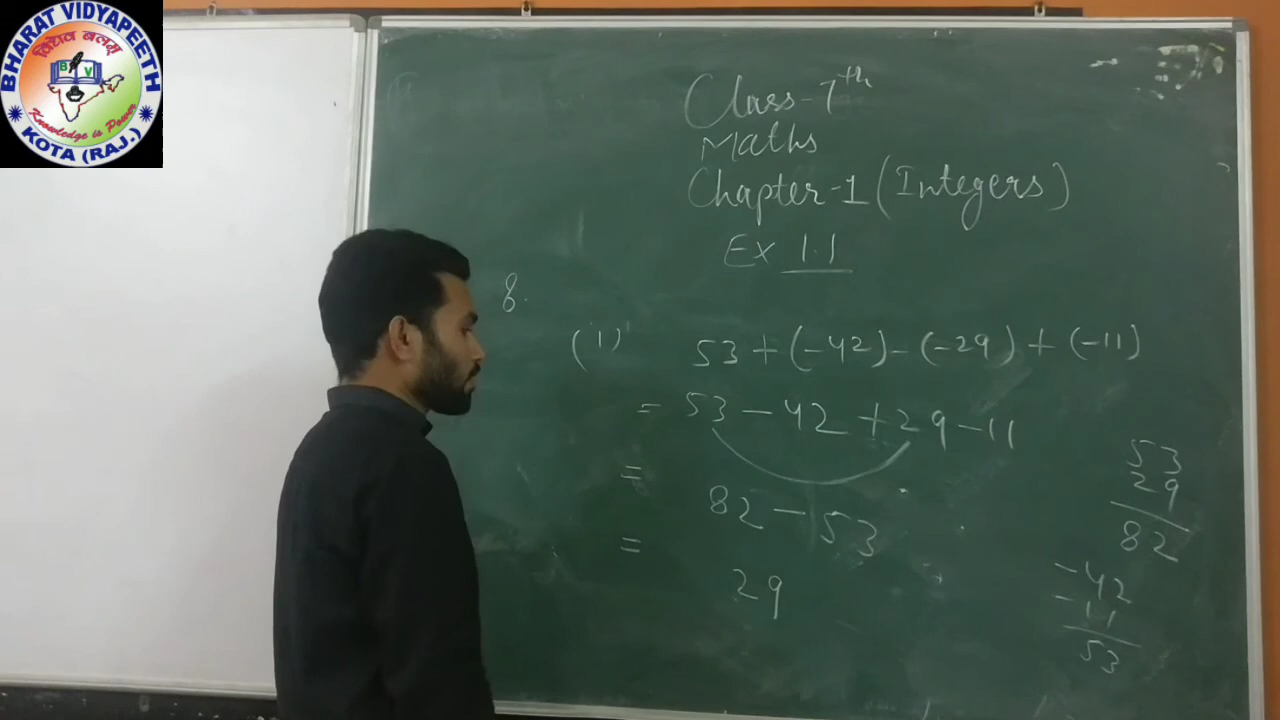 BHARAT VIDYAPEETH
विद्यैव बलम्
B V
Knowledge is Power
KOTA (RAJ.)
Class-7th
Maths
Chapter-1 (Integers)
Ex 1.1
8.
(i) 53 + (-42) - (-29) + (-11)
= 53 - 42 + 29 - 11
= 82 - 53
= 29
53
29
82
-42
-11
53